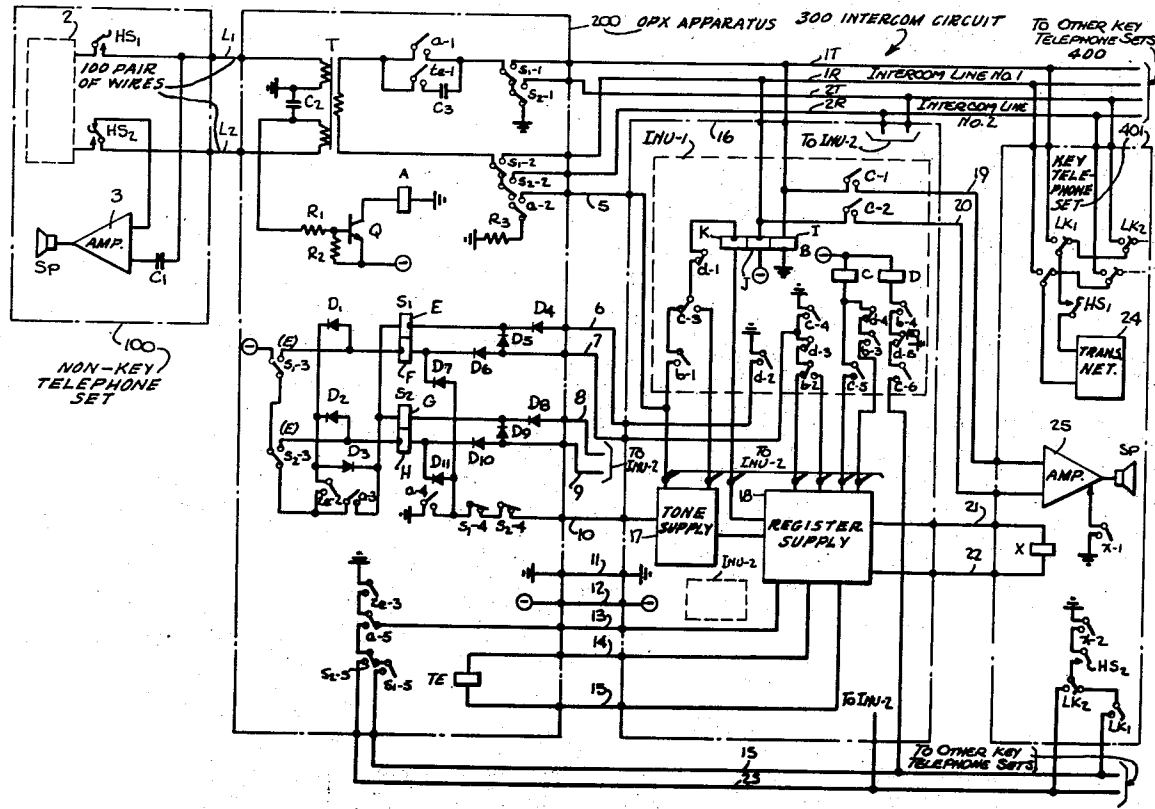 200 OPX APPARATUS
300 INTERCOM CIRCUIT
TO OTHER KEY
TELEPHONE SETS
400
2
HS1
100 PAIR
OF WIRES
L1
L2
HS2
3
AMP.
SP
C1
100
NON-KEY
TELEPHONE
SET
T
C2
a-1
te-1
C3
S1-1
S2-1
S1-2
S2-2
a-2
R3
5
R1
R2
Q
A
1T
1R
INTERCOM LINE NO.1
2T
2R
INTERCOM LINE
NO.2
16
TO INU-2
INU-1
C-1
C-2
19
20
K
I
J
B
C
D
d-1
C-3
b-1
d-2
C-4
d-3
b-2
d-4
b-3
C-5
b-4
d-5
C-6
401
KEY
TELE-
PHONE
SET
LK1
LK2
HS1
24
TRANS.
NET.
25
AMP.
SP
x-1
D1
S1
E
D4
6
D5
7
(E)
S1-3
F
D7
D6
D2
S2
G
D8
8
(E)
D9
S2-3
D3
H
D11
D10
9
TO
INU-2
te-2
a-3
a-4
S1-4
S2-4
10
TO
INU-2
17
TONE
SUPPLY
18
REGISTER
SUPPLY
INU-2
21
X
22
11
12
13
14
15
te-3
a-5
S2-5
S1-5
TE
TO INU-2
x-2
HS2
LK2
LK1
15
23
TO OTHER KEY
TELEPHONE SETS